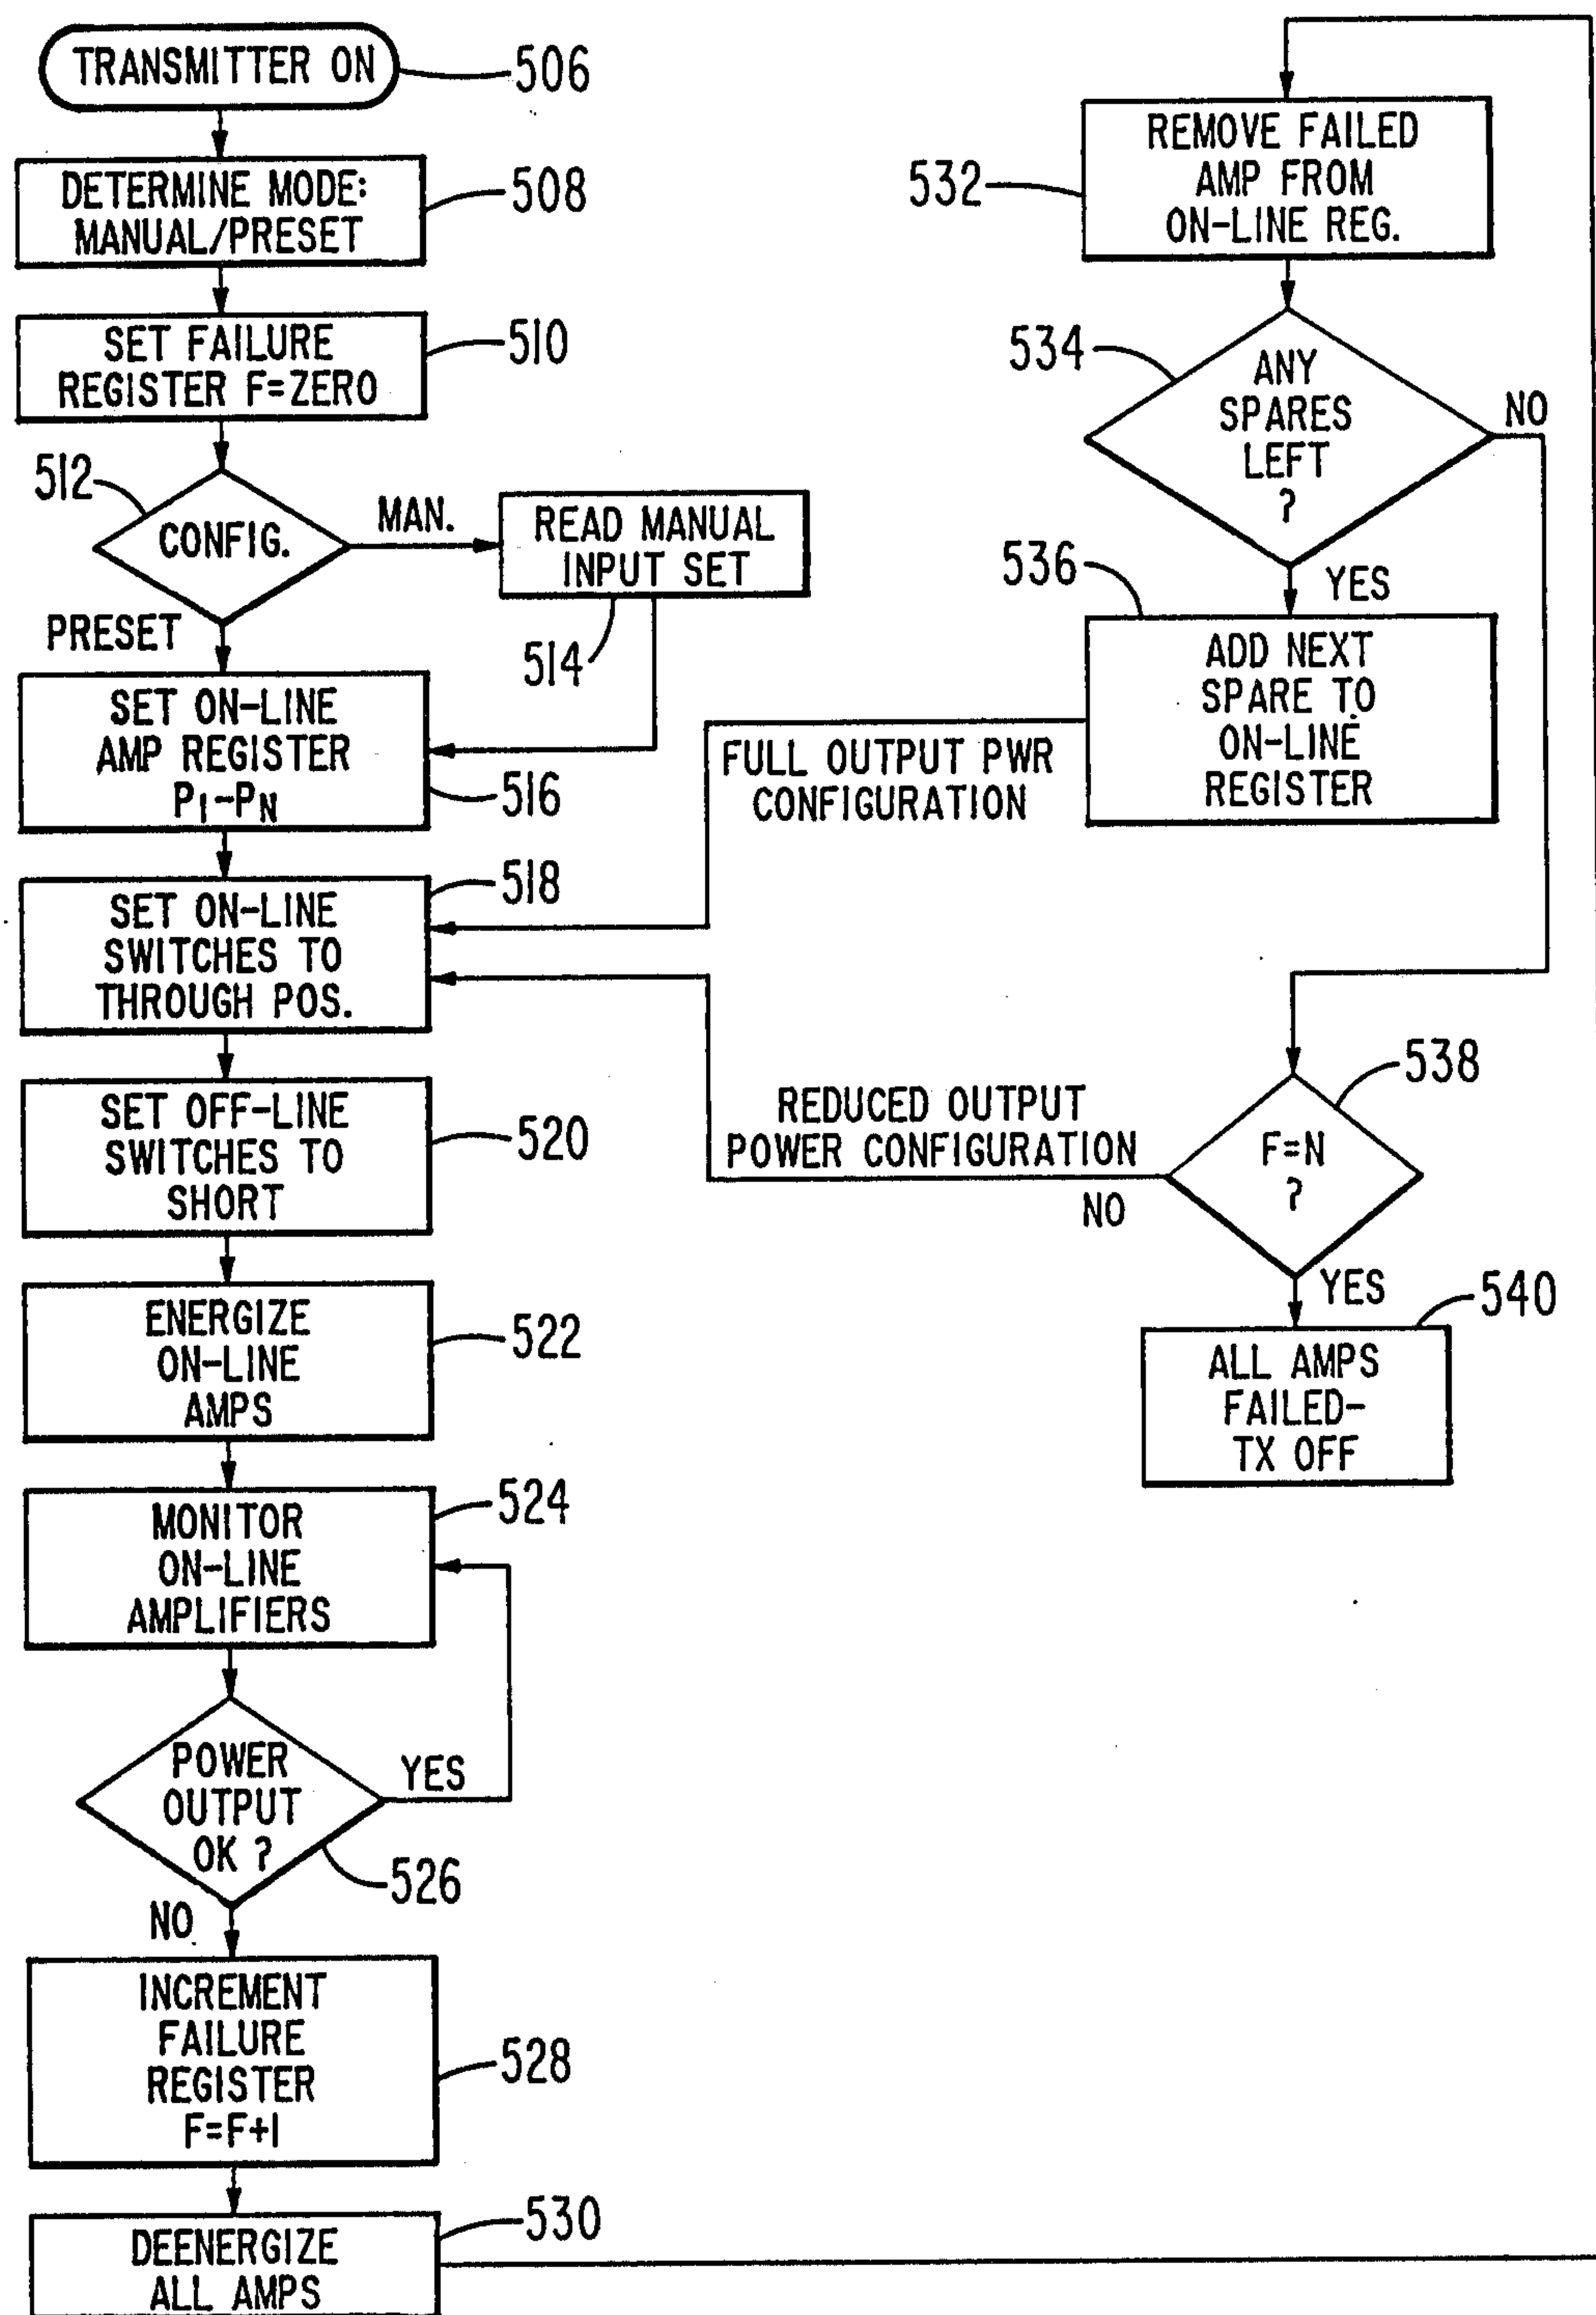 TRANSMITTER ON
506
DETERMINE MODE:
MANUAL/PRESET
508
SET FAILURE
REGISTER F=ZERO
510
512
CONFIG.
MAN.
READ MANUAL
INPUT SET
514
PRESET
SET ON-LINE
AMP REGISTER
P1-PN
516
SET ON-LINE
SWITCHES TO
THROUGH POS.
518
SET OFF-LINE
SWITCHES TO
SHORT
520
ENERGIZE
ON-LINE
AMPS
522
MONITOR
ON-LINE
AMPLIFIERS
524
POWER
OUTPUT
OK ?
YES
526
NO
INCREMENT
FAILURE
REGISTER
F=F+1
528
DEENERGIZE
ALL AMPS
530
REMOVE FAILED
AMP FROM
ON-LINE REG.
532
534
ANY
SPARES
LEFT
?
NO
YES
536
ADD NEXT
SPARE TO
ON-LINE
REGISTER
FULL OUTPUT PWR
CONFIGURATION
538
F=N
?
REDUCED OUTPUT
POWER CONFIGURATION
NO
YES
540
ALL AMPS
FAILED-
TX OFF